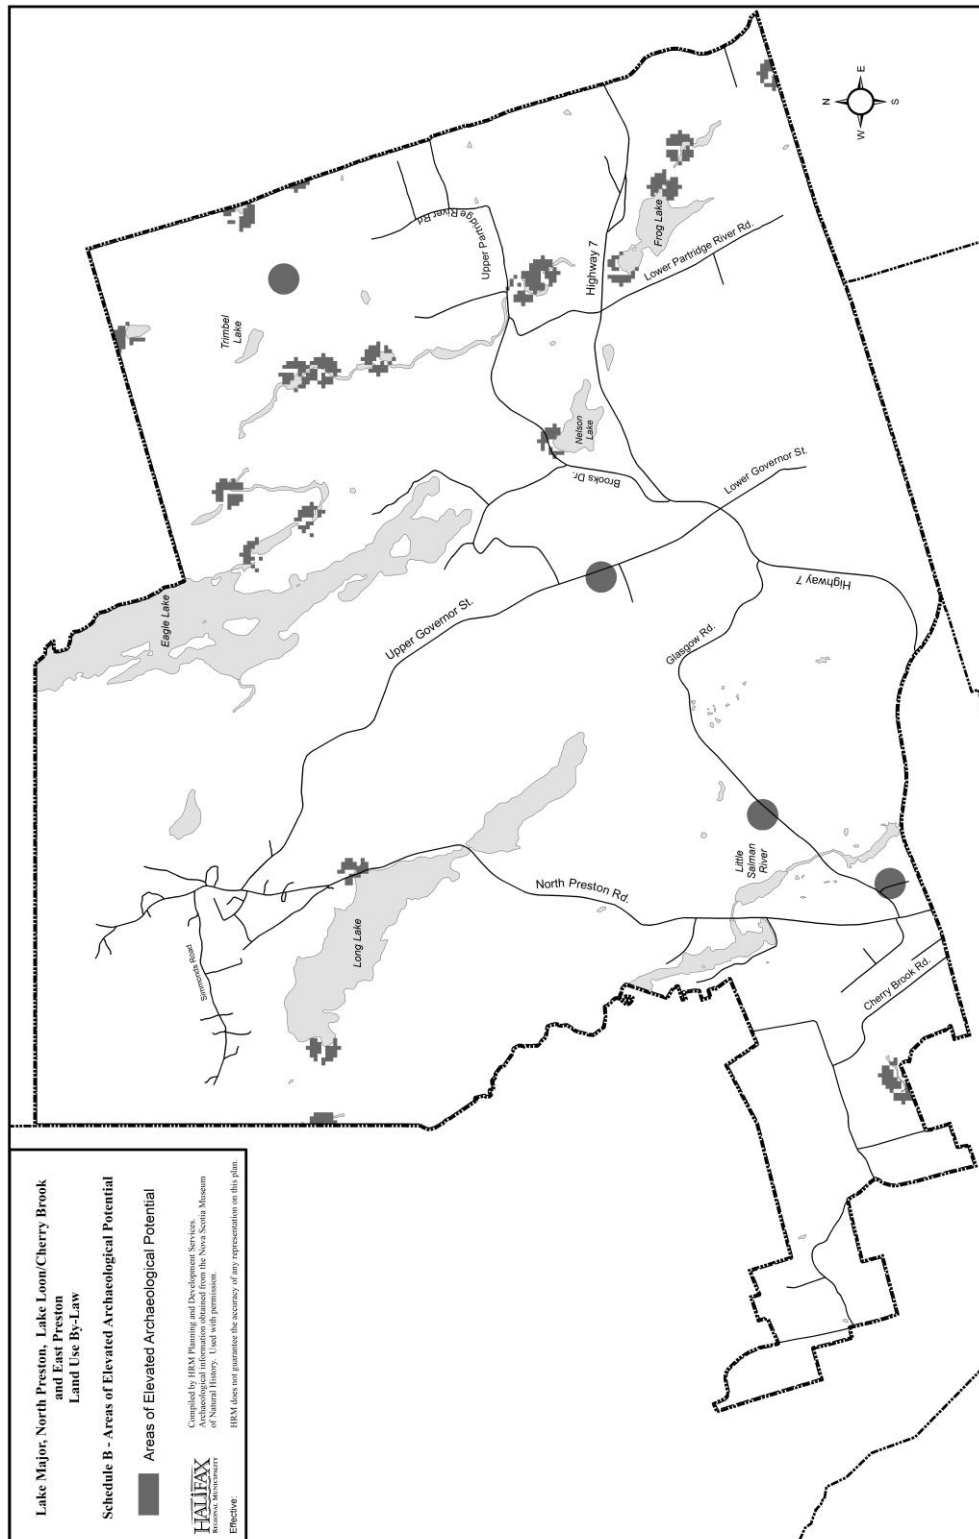 Lake Major, North Preston, Lake Loon/Cherry Brook
and East Preston
Land Use By-Law
Schedule B - Areas of Elevated Archaeological Potential
Areas of Elevated Archaeological Potential
HALIFAX
REGIONAL MUNICIPALITY
Compiled by HRM Planning and Development Services.
Archaeological information obtained from the Nova Scotia Museum
of Natural History. Used with permission.
Effective:
HRM does not guarantee the accuracy of any representation on this plan.
Simmonds Road
Long Lake
North Preston Rd.
Little
Salman
River
Cherry Brook Rd.
Eagle Lake
Upper Governor St.
Glasgow Rd.
Highway 7
Lower Governor St.
Brooks Dr.
Nelson
Lake
Trimbel
Lake
Upper Partridge River Rd
Highway 7
Frog Lake
Lower Partridge River Rd.
N
E
S
W